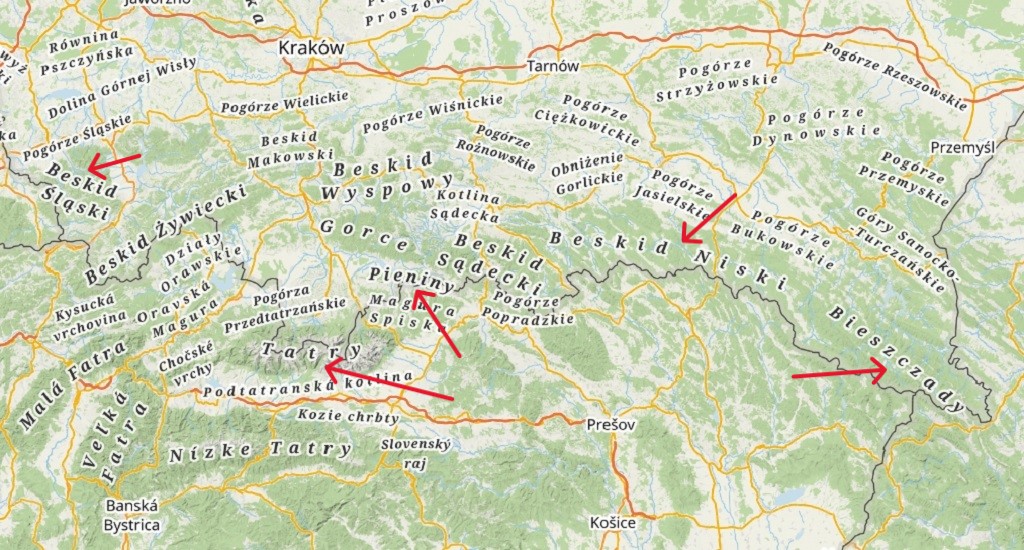 Jaworzno
Proszów
Równina
Pszczyńska
Kraków
Tarnów
Dolina Górnej Wisły
Pogórze
Strzyżowskie
Pogórze Rzeszowskie
Pogórze Wielickie
Pogórze Wiśnickie
Pogórze
Ciężkowickie
Pogórze
Dynowskie
Pogórze Śląskie
Beskid
Makowski
Pogórze
Rożnowskie
Przemyśl
Beskid
Wyspowy
Obniżenie
Gorlickie
Pogórze
Przemyskie
Beskid
Śląski
Kotlina
Sądecka
Pogórze
Jasielskie
Beskid Żywiecki
Gorce
Beskid
Sądecki
Beskid Niski
Pogórze
Bukowskie
Góry Sanocko-
-Turczańskie
Działy
Orawskie
Pieniny
Oravská
Magura
Pogórza
Przedtatrzańskie
Magura
Spiska
Pogórze
Popradzkie
Kysucká
vrchovina
Bieszczady
Malá Fatra
Chočské
vrchy
Tatry
Podtatranská kotlina
Kozie chrbty
Prešov
Veľká
Fatra
Nízke Tatry
Slovenský
raj
Banská
Bystrica
Košice